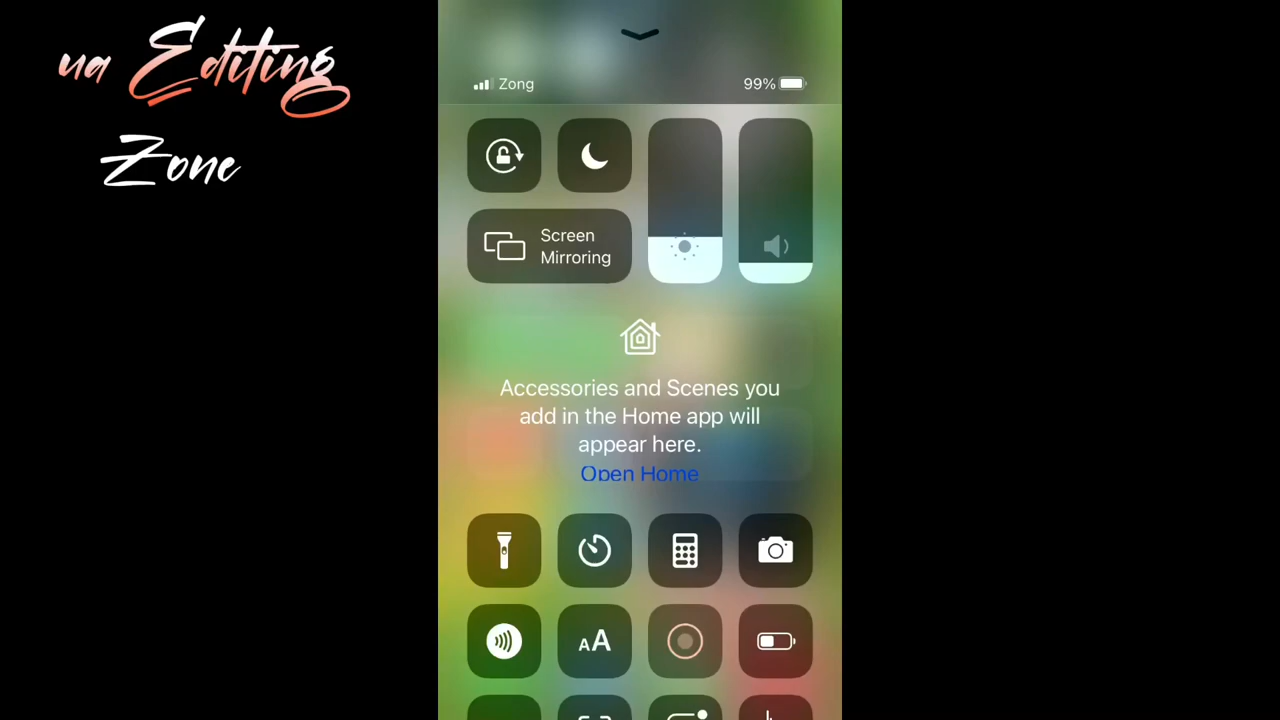 ua Editing
Zone
Zong
99%
Screen
Mirroring
Accessories and Scenes you
add in the Home app will
appear here.
Open Home
AA